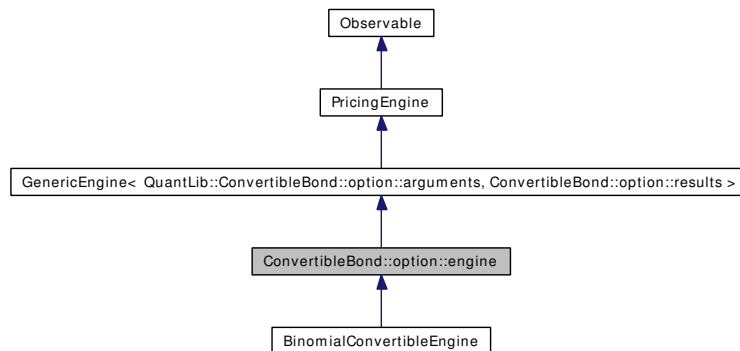 Observable
PricingEngine
GenericEngine< QuantLib::ConvertibleBond::option::arguments, ConvertibleBond::option::results >
ConvertibleBond::option::engine
BinomialConvertibleEngine